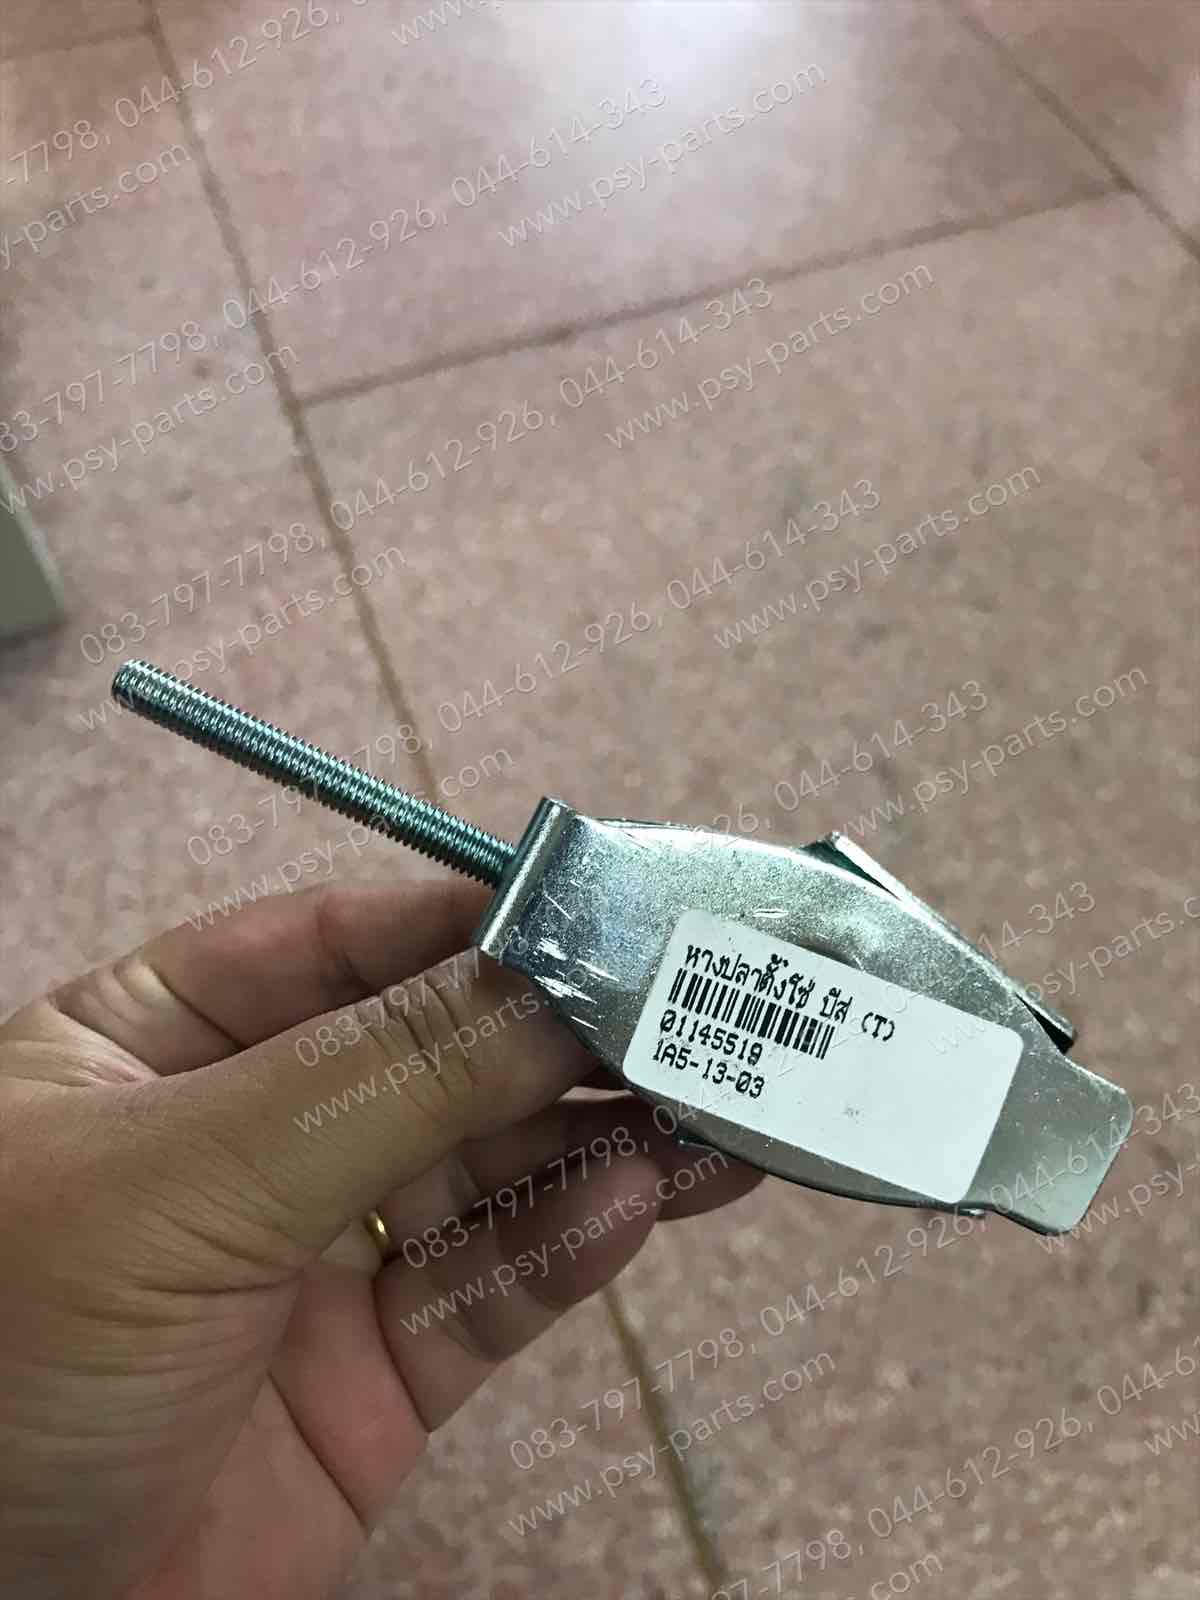 หางปลาตั้งโซ่ บีส (T)
01145519
1A5-13-03
083-797-7798, 044-612-926, 044-614-343
www.psy-parts.com